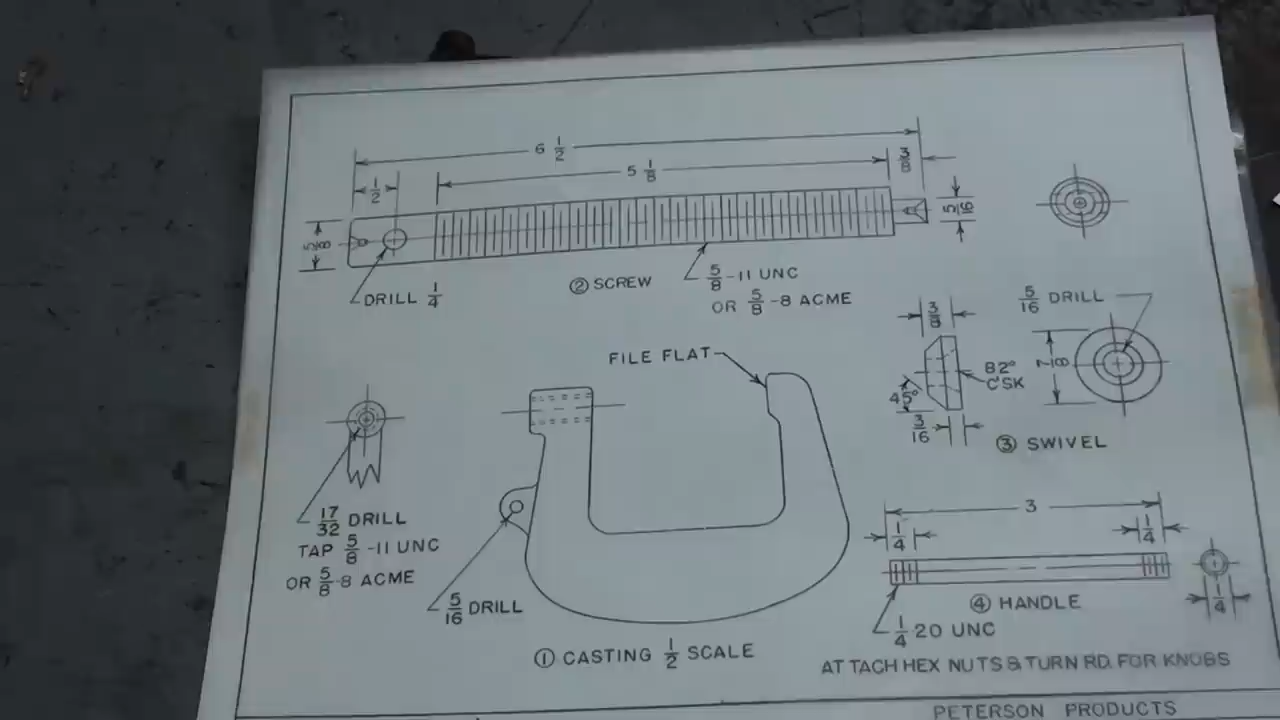 6 1/2
5 1/8
3/8
1/2
5/8
5/16
DRILL 1/4
② SCREW
5/8 -11 UNC
OR 5/8 -8 ACME
5/16 DRILL
3/8
7/8
82°
C'SK
45°
3/16
③ SWIVEL
FILE FLAT
17/32 DRILL
TAP 5/8 -11 UNC
OR 5/8 -8 ACME
5/16 DRILL
① CASTING 1/2 SCALE
3
1/4
1/4
1/4
④ HANDLE
1/4 20 UNC
ATTACH HEX NUTS & TURN RD. FOR KNOBS
PETERSON PRODUCTS